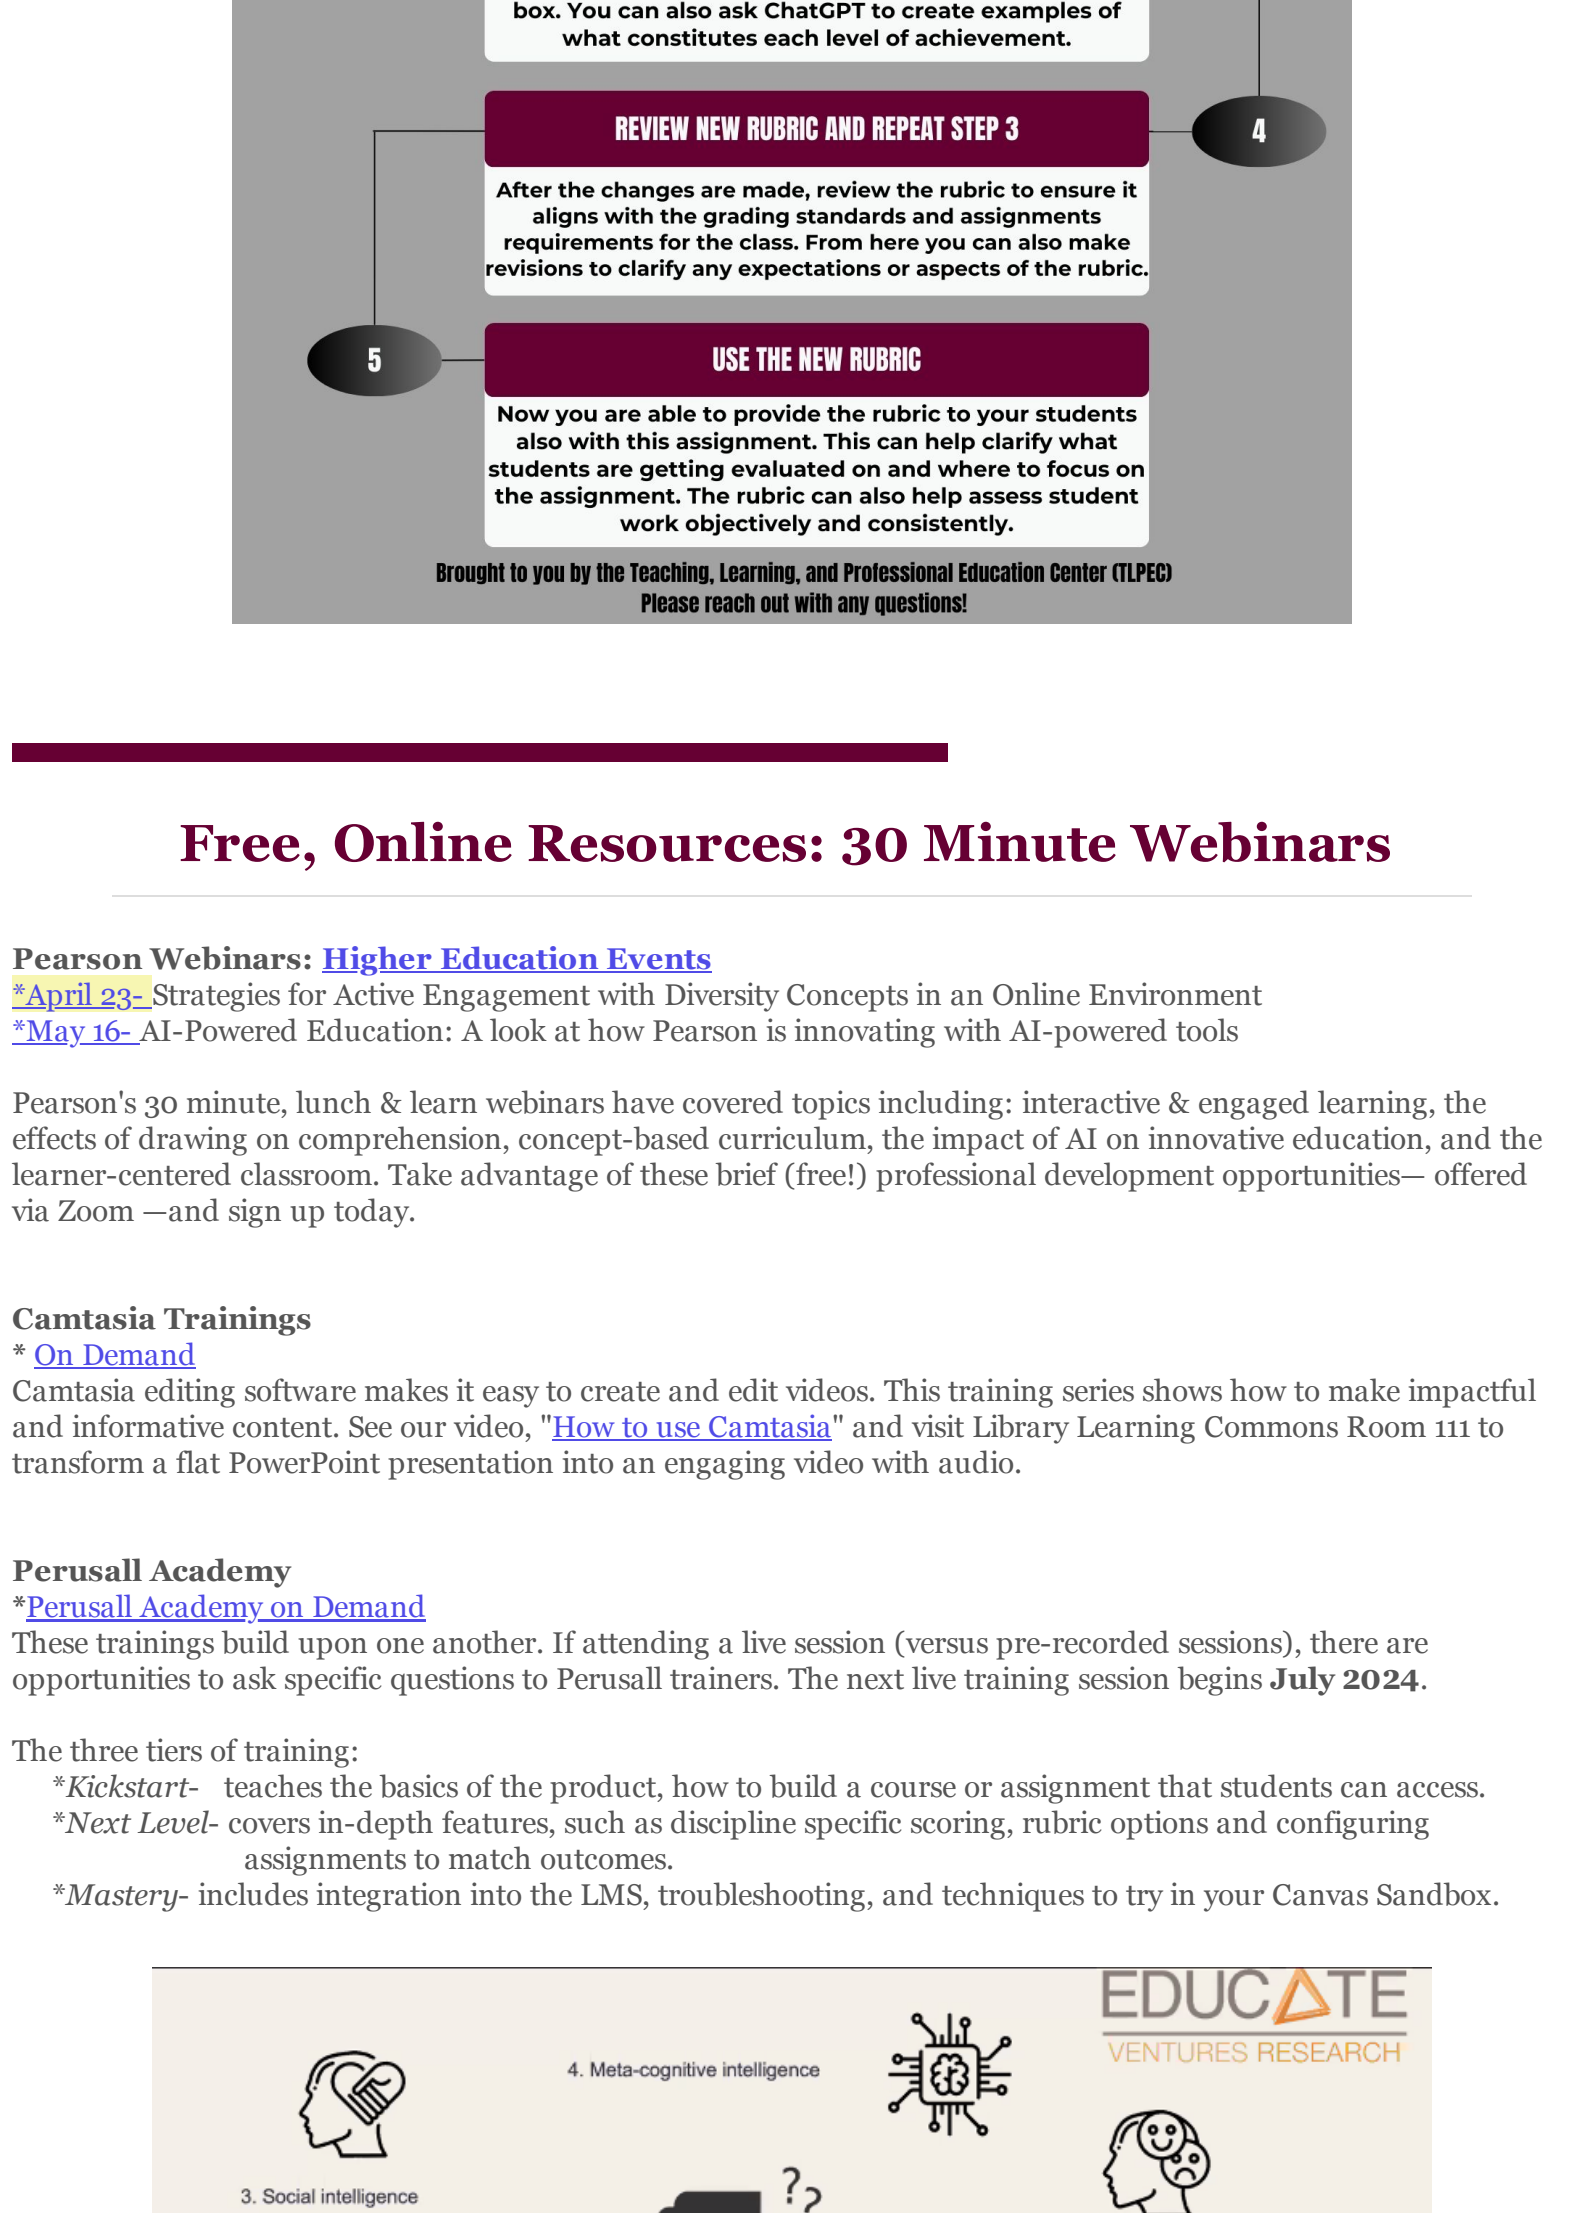 box. You can also ask ChatGPT to create examples of
what constitutes each level of achievement.
REVIEW NEW RUBRIC AND REPEAT STEP 3
4
After the changes are made, review the rubric to ensure it
aligns with the grading standards and assignments
requirements for the class. From here you can also make
revisions to clarify any expectations or aspects of the rubric.
5
USE THE NEW RUBRIC
Now you are able to provide the rubric to your students
also with this assignment. This can help clarify what
students are getting evaluated on and where to focus on
the assignment. The rubric can also help assess student
work objectively and consistently.
Brought to you by the Teaching, Learning, and Professional Education Center (TLPEC)
Please reach out with any questions!
Free, Online Resources: 30 Minute Webinars
Pearson Webinars: Higher Education Events
*April 23- Strategies for Active Engagement with Diversity Concepts in an Online Environment
*May 16- AI-Powered Education: A look at how Pearson is innovating with AI-powered tools
Pearson's 30 minute, lunch & learn webinars have covered topics including: interactive & engaged learning, the
effects of drawing on comprehension, concept-based curriculum, the impact of AI on innovative education, and the
learner-centered classroom. Take advantage of these brief (free!) professional development opportunities— offered
via Zoom —and sign up today.
Camtasia Trainings
* On Demand
Camtasia editing software makes it easy to create and edit videos. This training series shows how to make impactful
and informative content. See our video, "How to use Camtasia" and visit Library Learning Commons Room 111 to
transform a flat PowerPoint presentation into an engaging video with audio.
Perusall Academy
*Perusall Academy on Demand
These trainings build upon one another. If attending a live session (versus pre-recorded sessions), there are
opportunities to ask specific questions to Perusall trainers. The next live training session begins July 2024.
The three tiers of training:
*Kickstart- teaches the basics of the product, how to build a course or assignment that students can access.
*Next Level- covers in-depth features, such as discipline specific scoring, rubric options and configuring
assignments to match outcomes.
*Mastery- includes integration into the LMS, troubleshooting, and techniques to try in your Canvas Sandbox.
EDUCATE
VENTURES RESEARCH
4. Meta-cognitive intelligence
3. Social intelligence
??